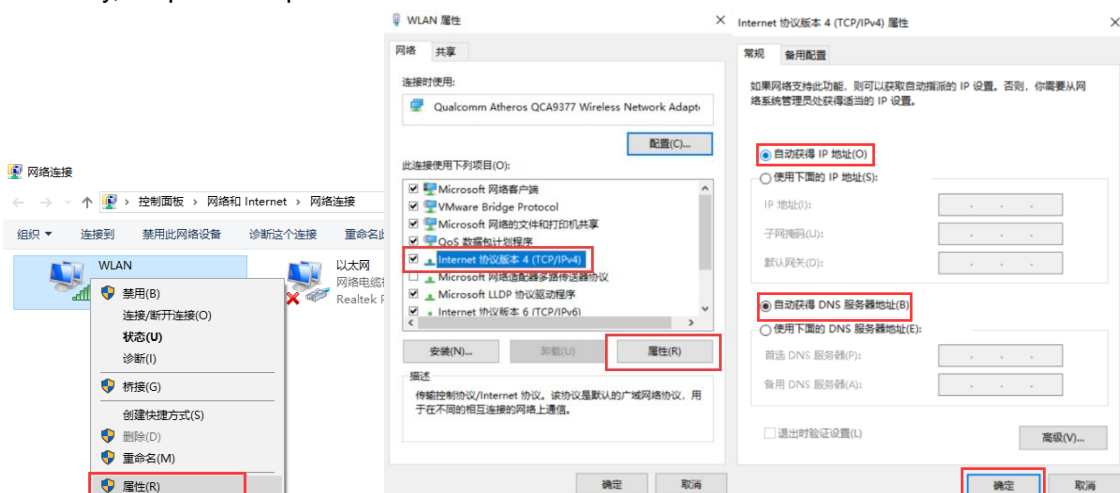 WLAN 属性
网络 共享
连接时使用:
Qualcomm Atheros QCA9377 Wireless Network Adapt
配置(C)...
此连接使用下列项目(O):
Microsoft 网络客户端
VMware Bridge Protocol
Microsoft 网络的文件和打印机共享
QoS 数据包计划程序
Internet 协议版本 4 (TCP/IPv4)
Microsoft 网络适配器多路传送器协议
Microsoft LLDP 协议驱动程序
Internet 协议版本 6 (TCP/IPv6)
安装(N)... 卸载(U) 属性(R)
描述
传输控制协议/Internet 协议。该协议是默认的广域网络协议，用
于在不同的相互连接的网络上通信。
确定 取消
Internet 协议版本 4 (TCP/IPv4) 属性
常规 备用配置
如果网络支持此功能，则可以获取自动指派的 IP 设置。否则，你需要从网
络系统管理员处获得适当的 IP 设置。
自动获得 IP 地址(O)
使用下面的 IP 地址(S):
IP 地址(I):
子网掩码(U):
默认网关(D):
自动获得 DNS 服务器地址(B)
使用下面的 DNS 服务器地址(E):
首选 DNS 服务器(P):
备用 DNS 服务器(A):
退出时验证设置(L)
高级(V)...
确定 取消
网络连接
控制面板 › 网络和 Internet › 网络连接
组织 连接到 禁用此网络设备 诊断这个连接 重命名
WLAN
以太网
网络电缆
Realtek
禁用(B)
连接/断开连接(O)
状态(U)
诊断(I)
桥接(G)
创建快捷方式(S)
删除(D)
重命名(M)
属性(R)